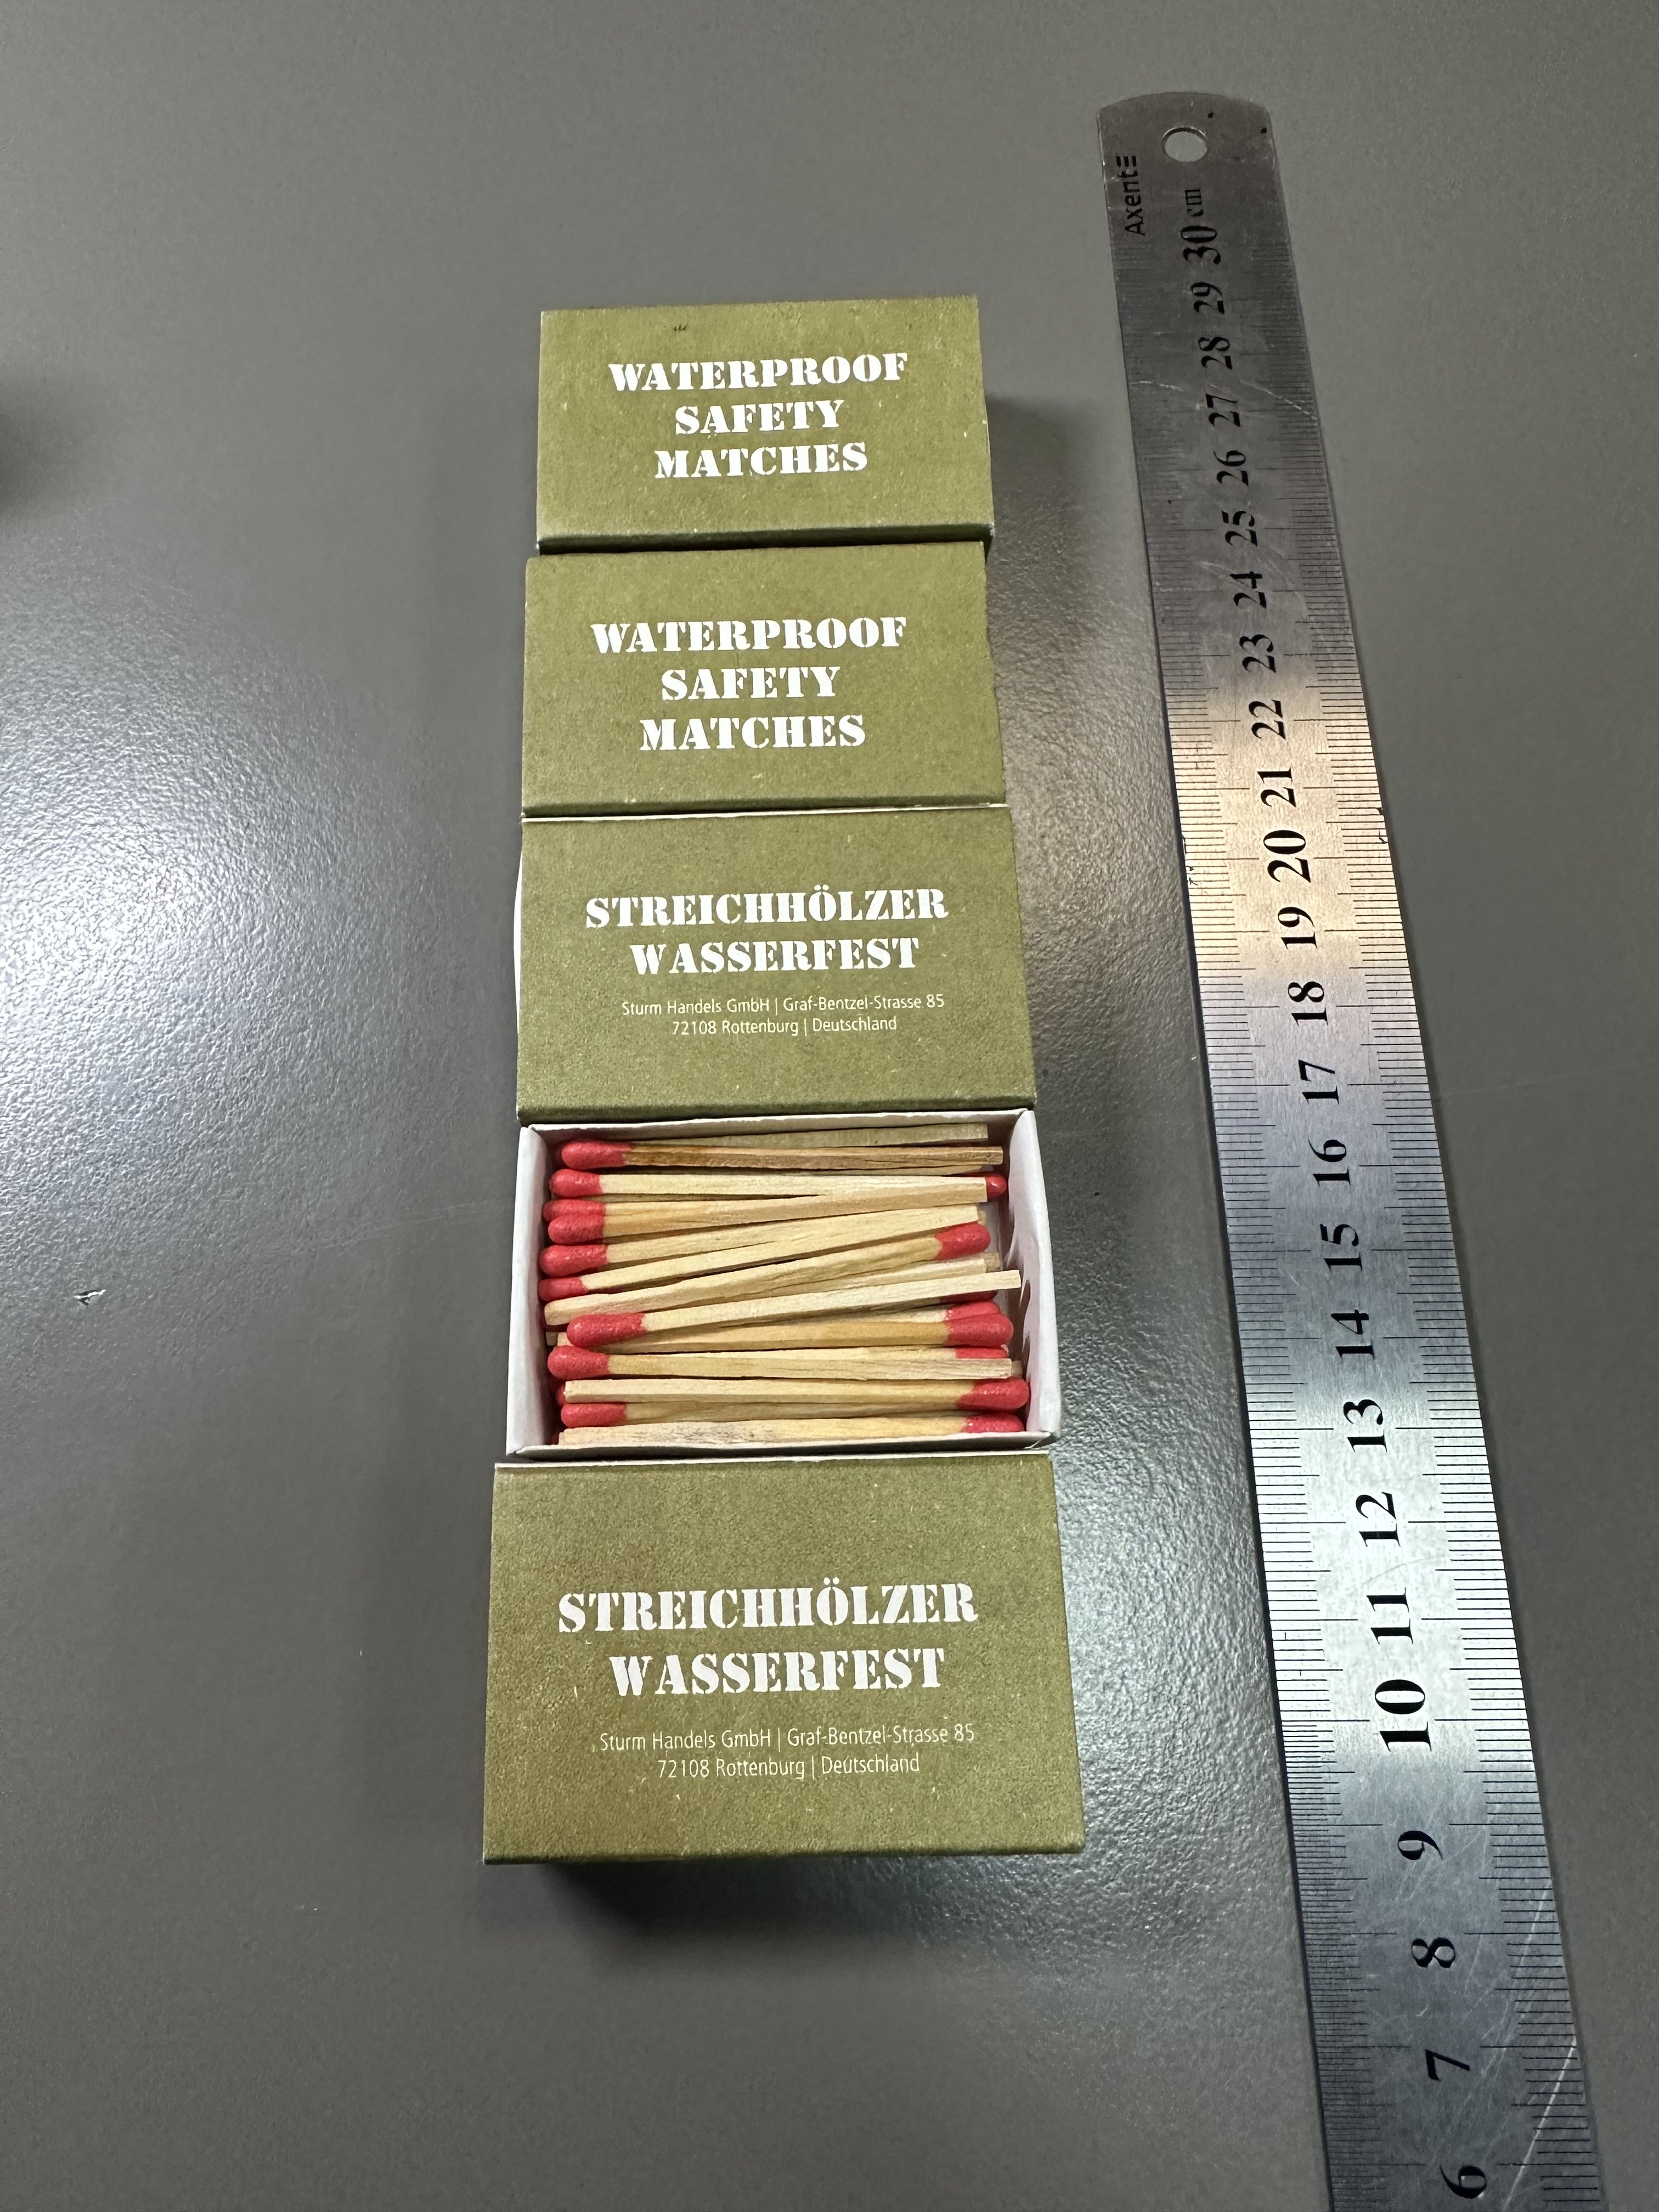 WATERPROOF
SAFETY
MATCHES
WATERPROOF
SAFETY
MATCHES
STREICHHÖLZER
WASSERFEST
Sturm Handels GmbH | Graf-Bentzel-Strasse 85
72108 Rottenburg | Deutschland
STREICHHÖLZER
WASSERFEST
Sturm Handels GmbH | Graf-Bentzel-Strasse 85
72108 Rottenburg | Deutschland
6 7 8 9 10 11 12 13 14 15 16 17 18 19 20 21 22 23 24 25 26 27 28 29 30 cm
Axent